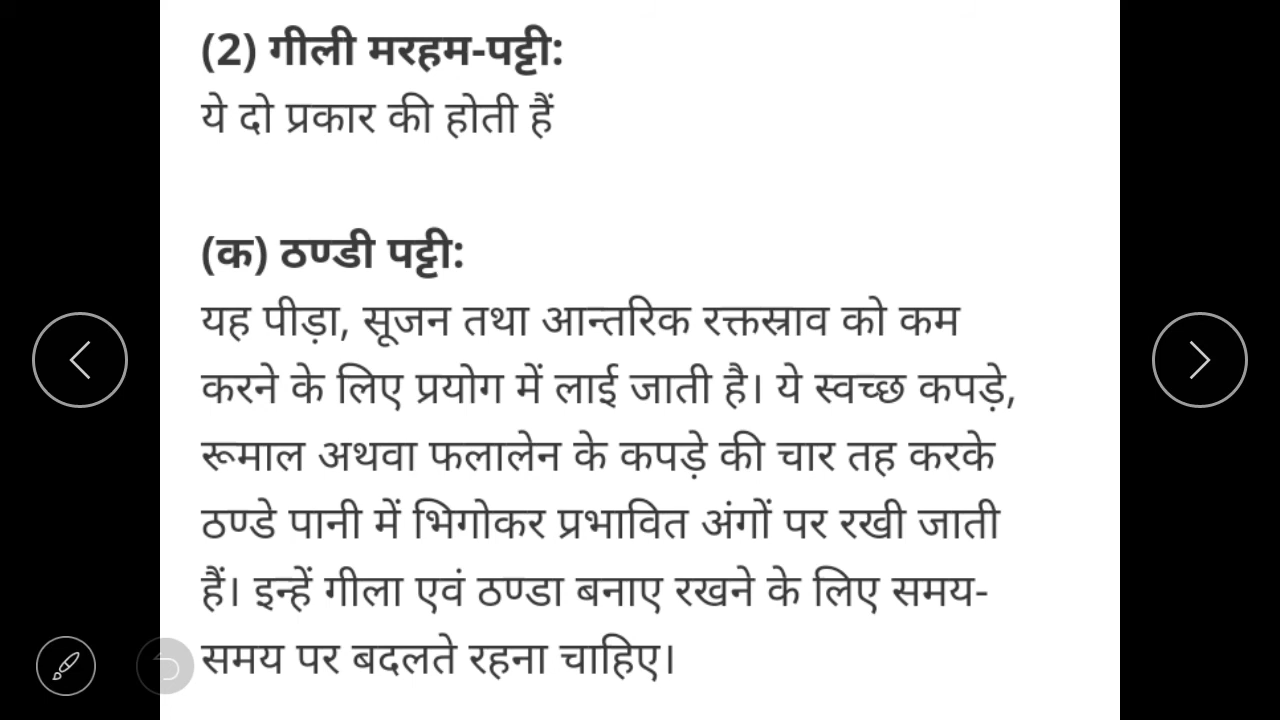 (2) गीली मरहम-पट्टी:
ये दो प्रकार की होती हैं
(क) ठण्डी पट्टी:
यह पीड़ा, सूजन तथा आन्तरिक रक्तस्राव को कम
करने के लिए प्रयोग में लाई जाती है। ये स्वच्छ कपड़े,
रूमाल अथवा फलालेन के कपड़े की चार तह करके
ठण्डे पानी में भिगोकर प्रभावित अंगों पर रखी जाती
हैं। इन्हें गीला एवं ठण्डा बनाए रखने के लिए समय-
समय पर बदलते रहना चाहिए।